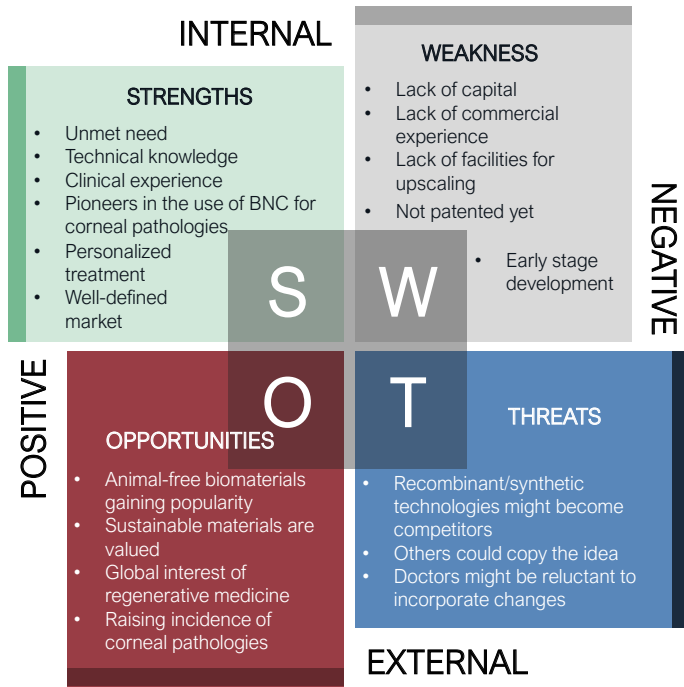 INTERNAL
STRENGTHS
• Unmet need
• Technical knowledge
• Clinical experience
• Pioneers in the use of BNC for
corneal pathologies
• Personalized
treatment
• Well-defined
market
WEAKNESS
• Lack of capital
• Lack of commercial
experience
• Lack of facilities for
upscaling
• Not patented yet
• Early stage
development
NEGATIVE
S
W
O
T
POSITIVE
OPPORTUNITIES
• Animal-free biomaterials
gaining popularity
• Sustainable materials are
valued
• Global interest of
regenerative medicine
• Raising incidence of
corneal pathologies
THREATS
• Recombinant/synthetic
technologies might become
competitors
• Others could copy the idea
• Doctors might be reluctant to
incorporate changes
EXTERNAL